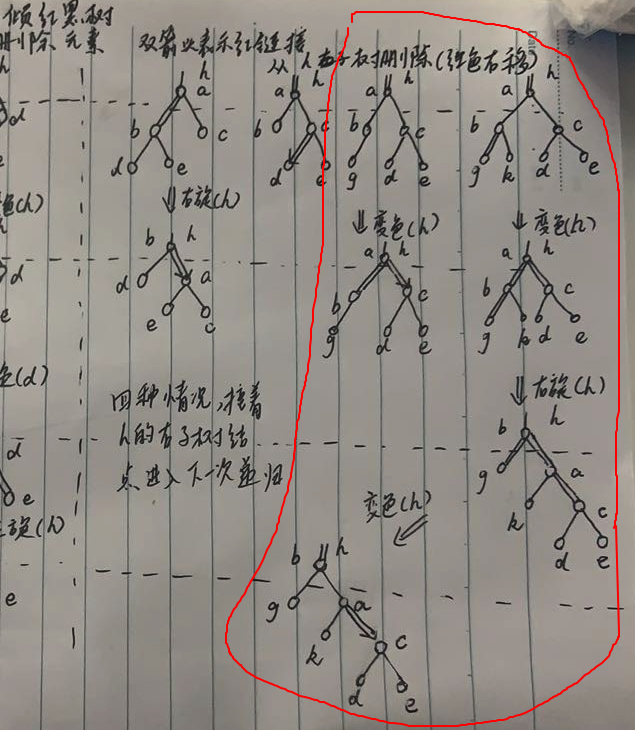 倾红黑树
删除元素
双箭头表示红链接
从h右子树删除(红色右移)
Date
No
h
d
a h
b c
d e
a h
b c
d e
a h
b c
g d e
a h
b c
g k d e
右旋(h)
变色(h)
变色(h)
色(h)
h
d
e
b h
d a
e c
a h
b c
g d e
a h
b c
g k d e
色(d)
四种情况,接着
h的右子树结
点进入下一次递归
右旋(h)
b h
g a
k c
d e
d
e
旋(h)
e
变色(h)
b h
g a
k c
d e